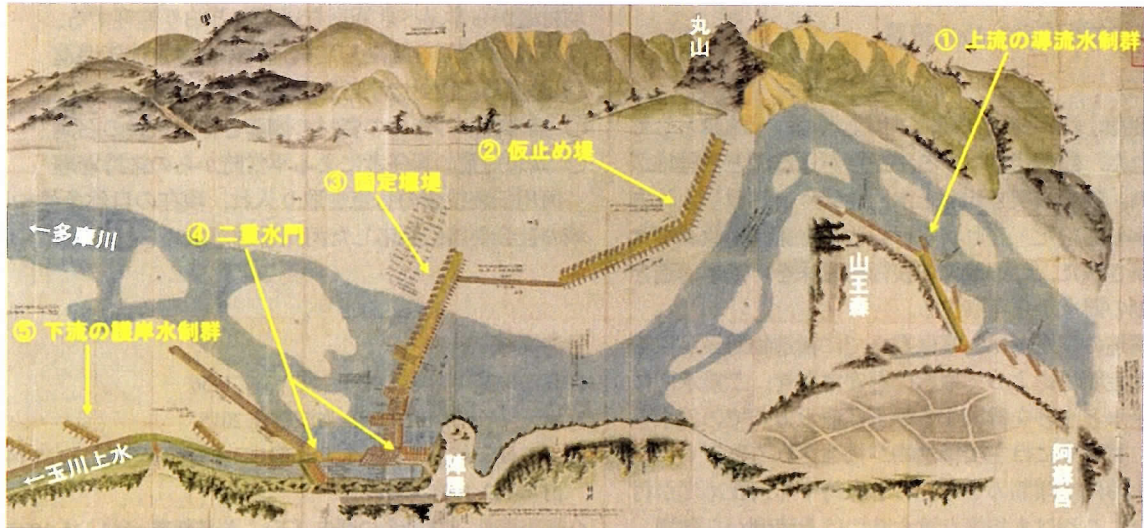 丸山
① 上流の導流水制群
② 仮止め堤
③ 固定堰堤
④ 二重水門
←多摩川
山王森
⑤ 下流の護岸水制群
←玉川上水
陣屋
阿蘇宮